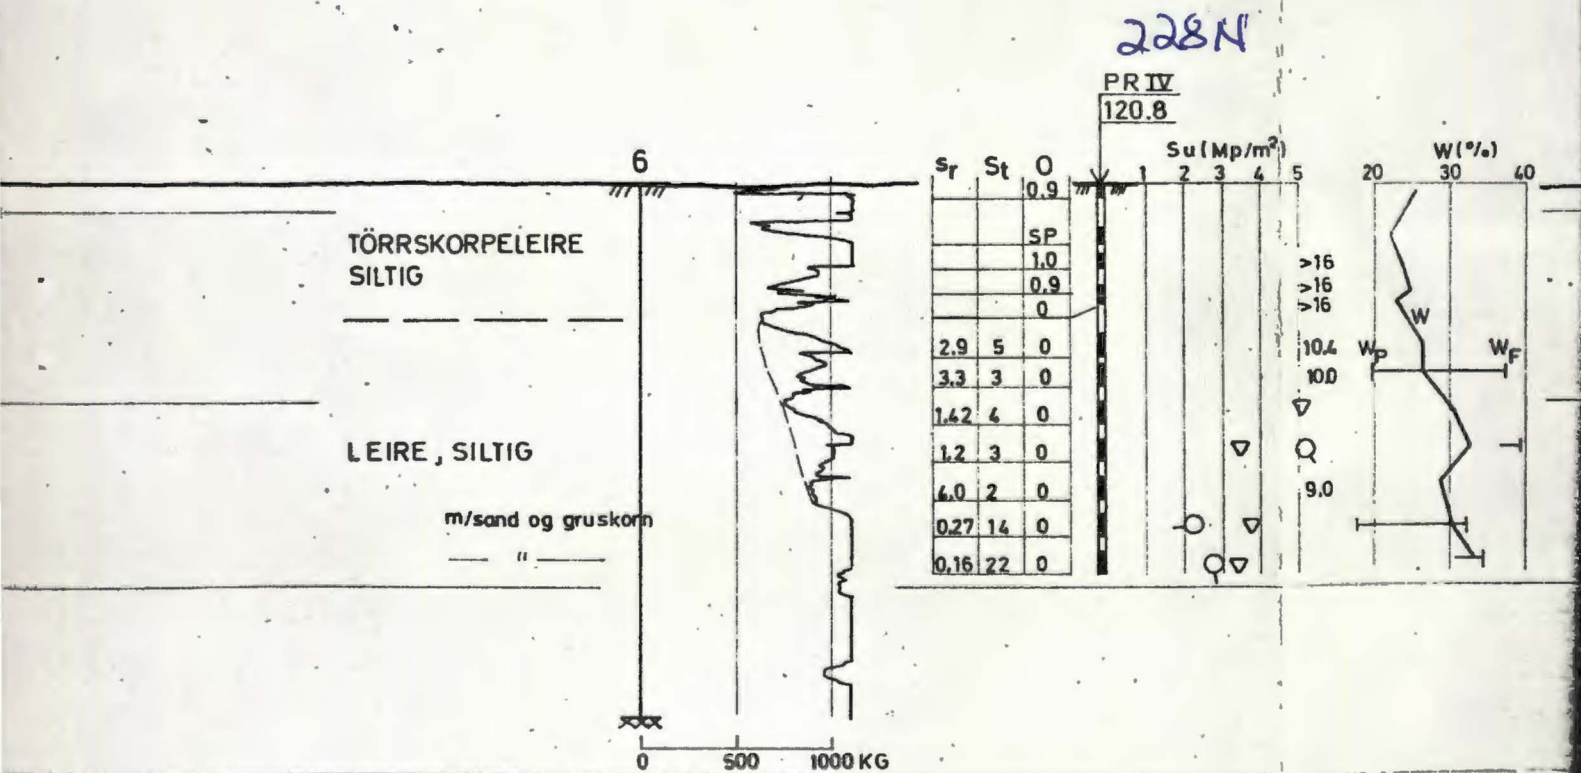 228N
PR IV
120.8
6
Sr St O
Su (Mp/m²)
W (%)
1 2 3 4 5
20 30 40
0.9
TÖRRSKORPELEIRE
SILTIG
SP
1.0
0.9
0
>16
>16
>16
W
2.9 5 0
10.4
Wp
WF
3.3 3 0
10.0
1.42 4 0
LEIRE, SILTIG
1.2 3 0
2 0
9.0
m/sand og gruskorn
0.27 14 0
"
0.16 22 0
0 500 1000 KG